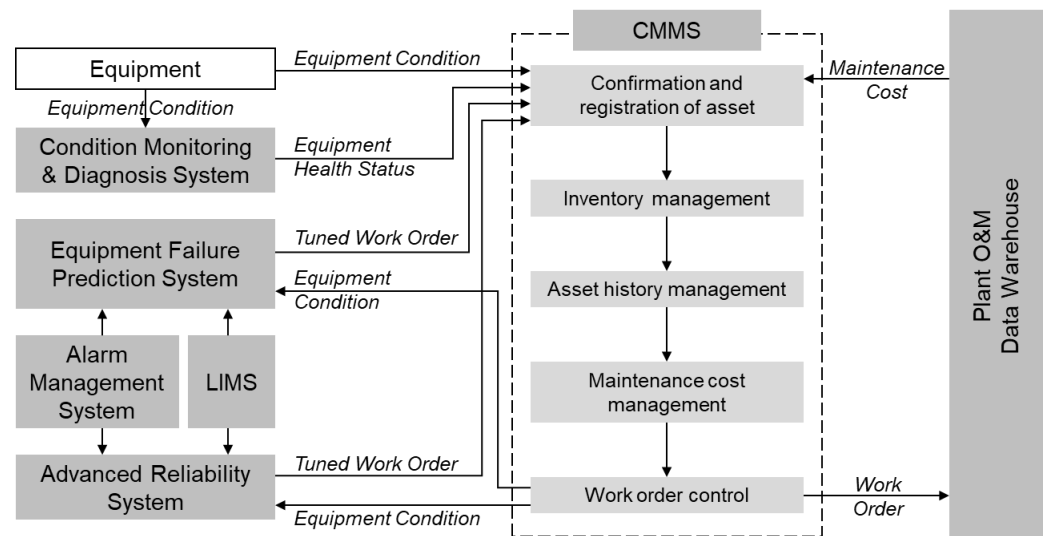 CMMS
Equipment
Equipment Condition
Equipment Condition
Condition Monitoring
& Diagnosis System
Equipment
Health Status
Equipment Failure
Prediction System
Tuned Work Order
Equipment
Condition
Alarm
Management
System
LIMS
Advanced Reliability
System
Tuned Work Order
Equipment Condition
Confirmation and
registration of asset
Inventory management
Asset history management
Maintenance cost
management
Work order control
Maintenance
Cost
Work
Order
Plant O&M
Data Warehouse